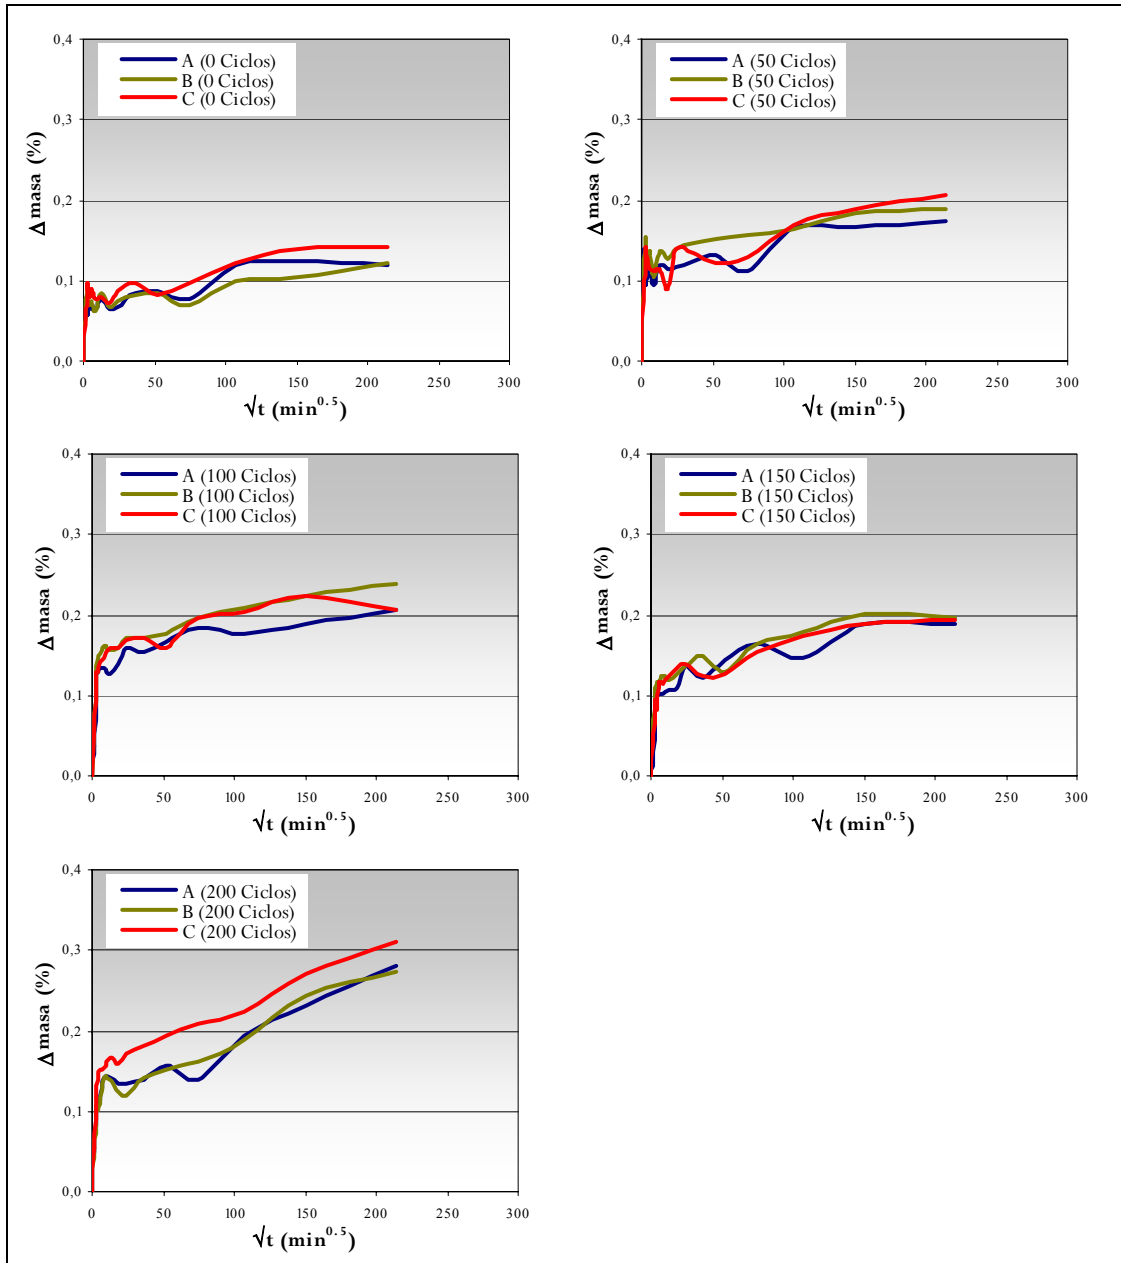 0,4
0,3
0,2
0,1
0,0
Δ masa (%)
A (0 Ciclos)
B (0 Ciclos)
C (0 Ciclos)
0 50 100 150 200 250 300
√t (min^0.5)
0,4
0,3
0,2
0,1
0,0
Δ masa (%)
A (50 Ciclos)
B (50 Ciclos)
C (50 Ciclos)
0 50 100 150 200 250 300
√t (min^0.5)
0,4
0,3
0,2
0,1
0,0
Δ masa (%)
A (100 Ciclos)
B (100 Ciclos)
C (100 Ciclos)
0 50 100 150 200 250 300
√t (min^0.5)
0,4
0,3
0,2
0,1
0,0
Δ masa (%)
A (150 Ciclos)
B (150 Ciclos)
C (150 Ciclos)
0 50 100 150 200 250 300
√t (min^0.5)
0,4
0,3
0,2
0,1
0,0
Δ masa (%)
A (200 Ciclos)
B (200 Ciclos)
C (200 Ciclos)
0 50 100 150 200 250 300
√t (min^0.5)